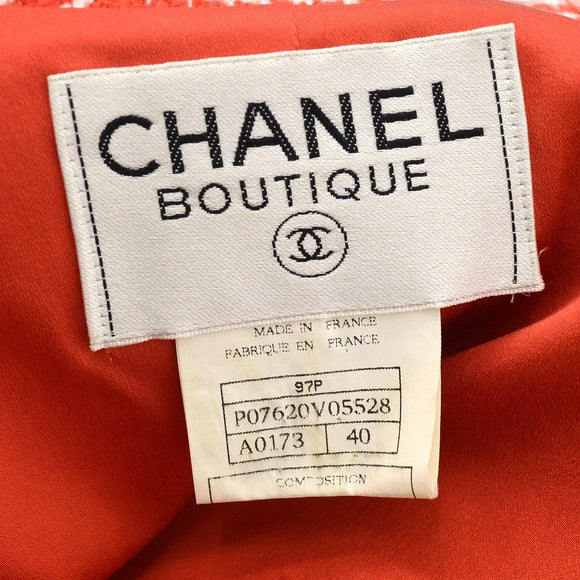 CHANEL
BOUTIQUE
MADE IN FRANCE
FABRIQUE EN FRANCE
97P
P07620V05528
A0173 40
COMPOSITION